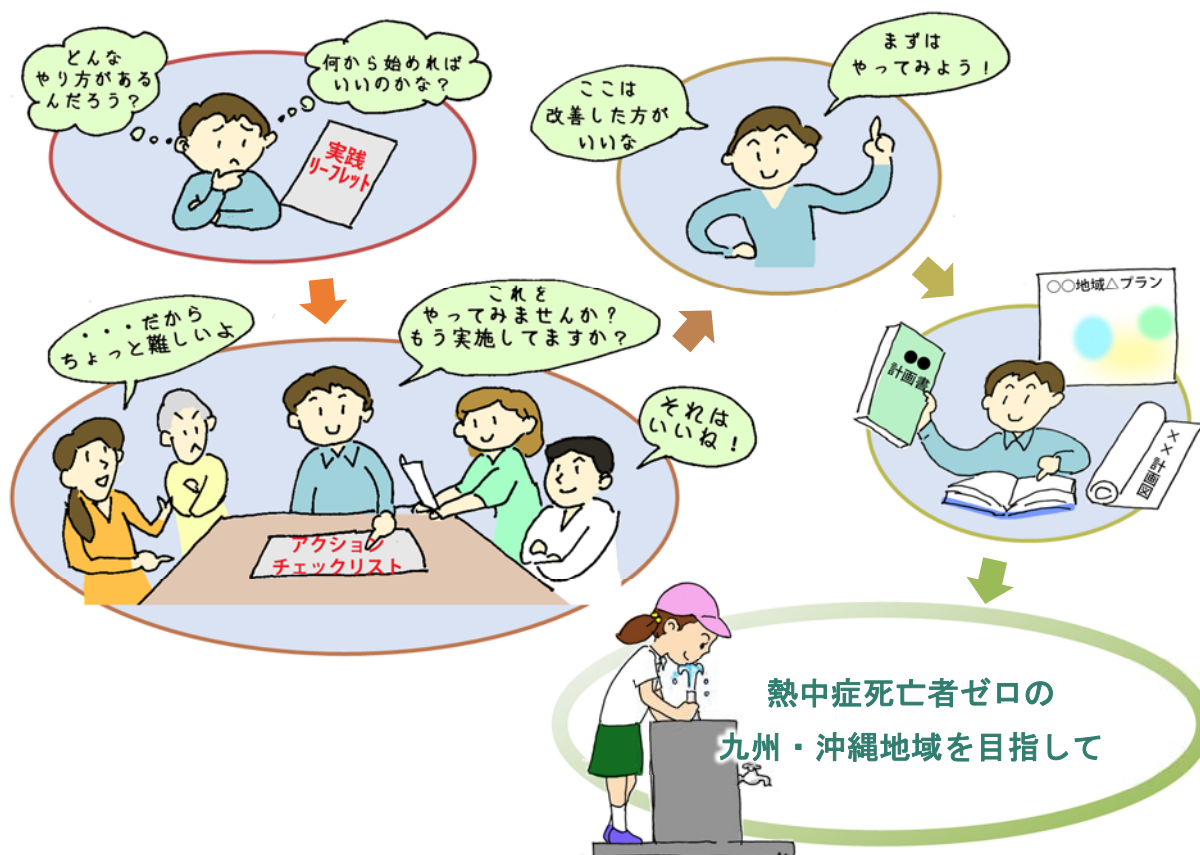 どんな
やり方がある
んだろう？
何から始めれば
いいのかな？
実践
リーフレット
・・・だから
ちょっと難しいよ
これを
やってみませんか？
もう実施してますか？
それは
いいね！
アクション
チェックリスト
ここは
改善した方が
いいな
まずは
やってみよう！
○○地域△プラン
●●
計画書
××計画図
熱中症死亡者ゼロの
九州・沖縄地域を目指して